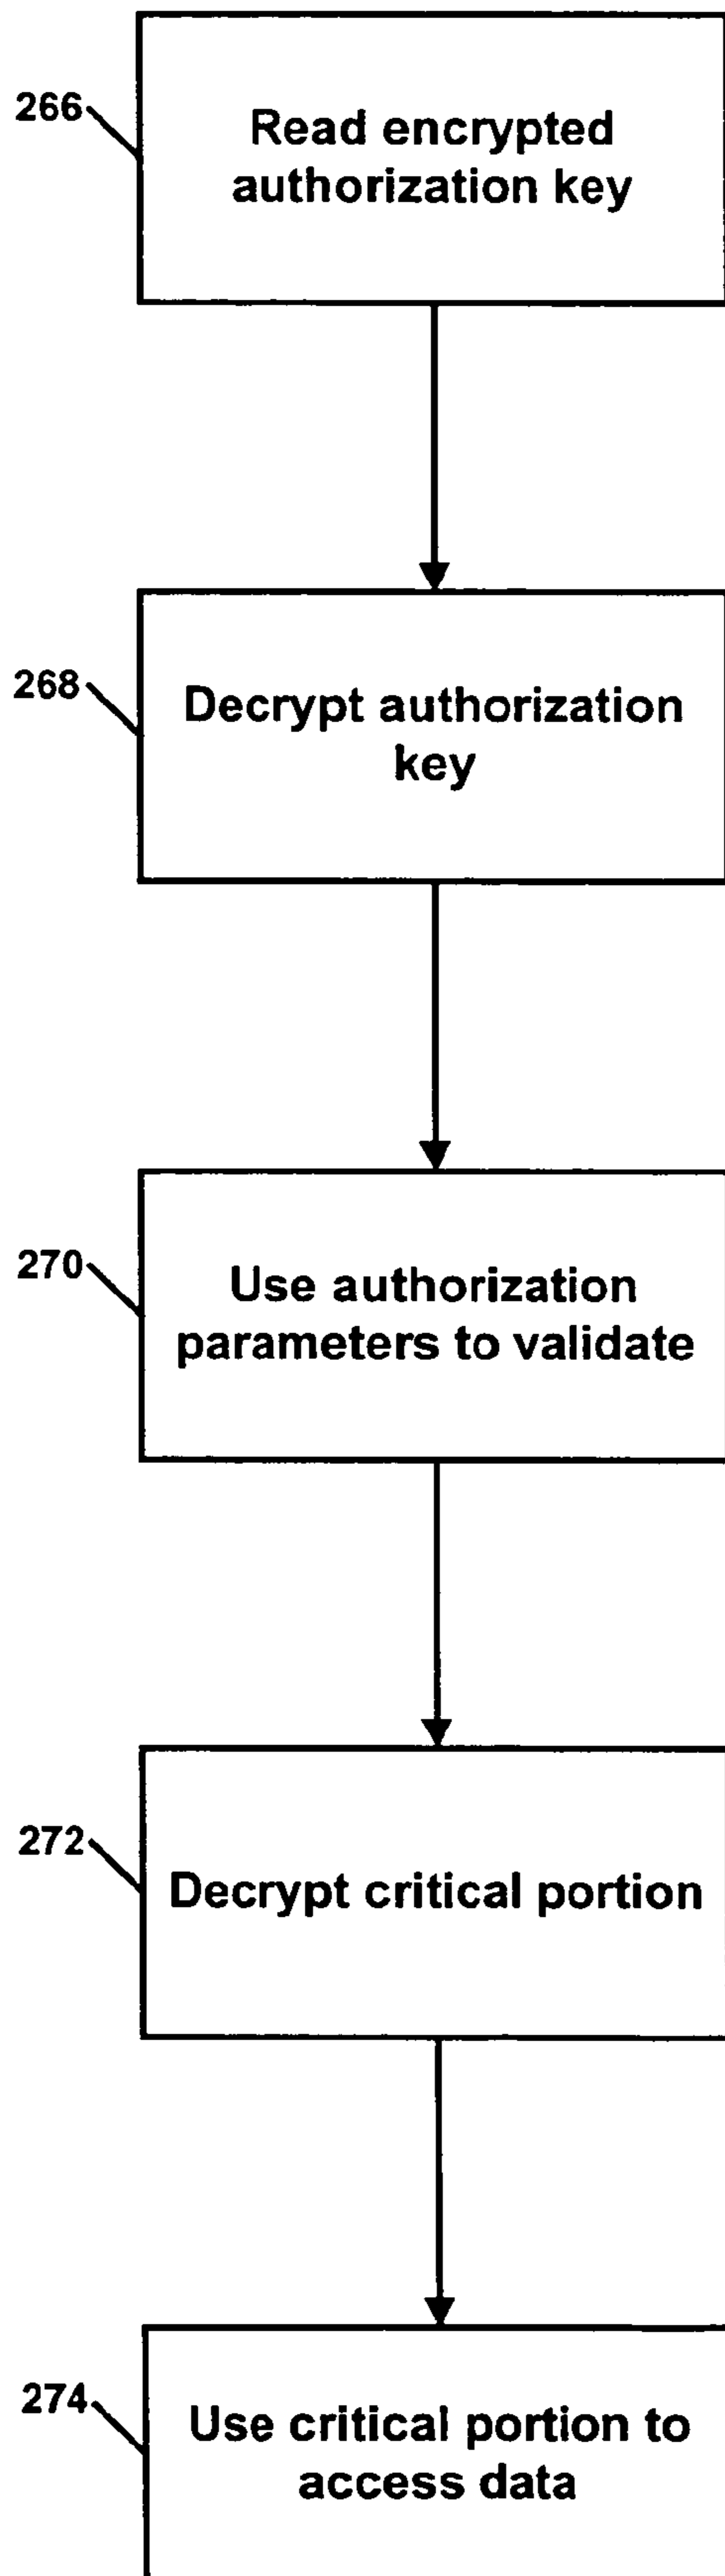 266
Read encrypted
authorization key
268
Decrypt authorization
key
270
Use authorization
parameters to validate
272
Decrypt critical portion
274
Use critical portion to
access data